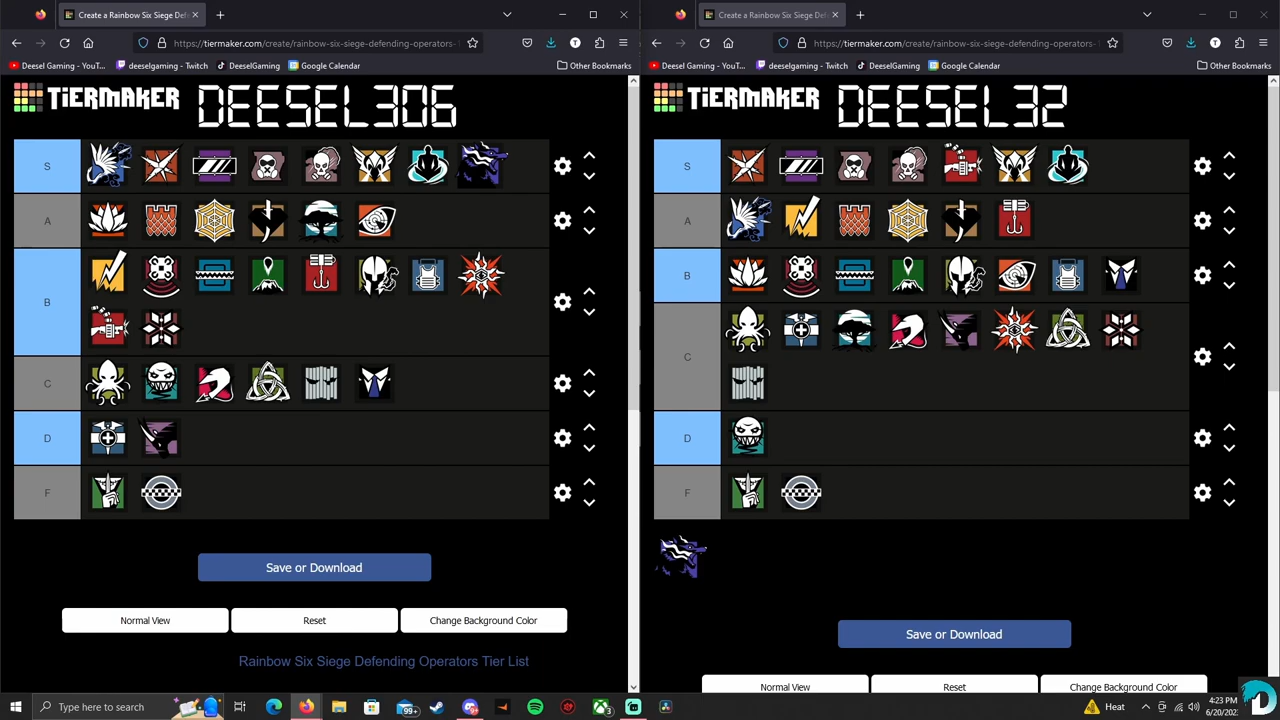 Create a Rainbow Six Siege Def
Create a Rainbow Six Siege Def
https://tiermaker.com/create/rainbow-six-siege-defending-operators-
https://tiermaker.com/create/rainbow-six-siege-defending-operators-
Deesel Gaming - YouT...
deeselgaming - Twitch
DeeselGaming
Google Calendar
Other Bookmarks
Deesel Gaming - YouT...
deeselgaming - Twitch
DeeselGaming
Google Calendar
Other Bookmarks
TiERMAKER
DEESEL306
S
A
B
C
D
F
Save or Download
Normal View
Reset
Change Background Color
Rainbow Six Siege Defending Operators Tier List
TiERMAKER
DEESEL32
S
A
B
C
D
F
Save or Download
Normal View
Reset
Change Background Color
Type here to search
99+
3
Heat
4:23 PM